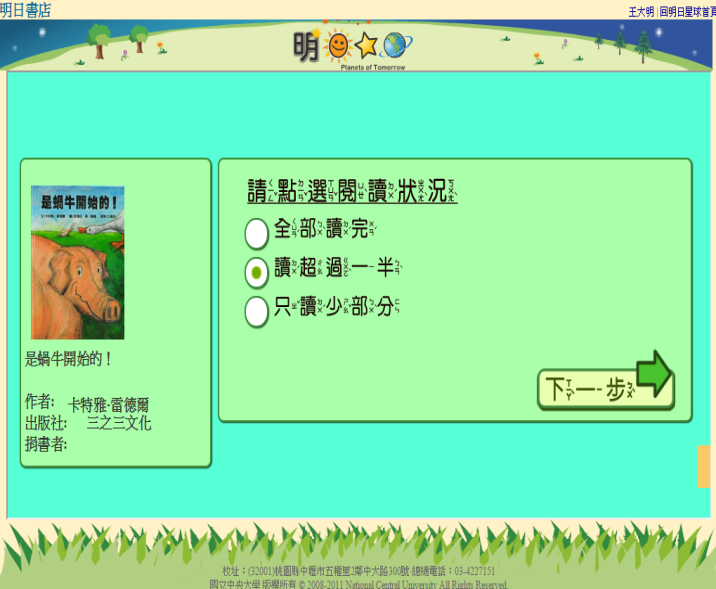 明日書店
王大明 | 回明日星球首頁
明
Planets of Tomorrow
是蝸牛開始的！
是蝸牛開始的！
作者: 卡特雅·雷德爾
出版社: 三之三文化
捐書者:
請點選閱讀狀況
全部讀完
讀超過一半
只讀少部分
下一步
校址：(32001)桃園縣中壢市五權里2鄰中大路300號 總機電話：03-4227151
國立中央大學 版權所有 © 2008-2011 National Central University All Rights Reserved.